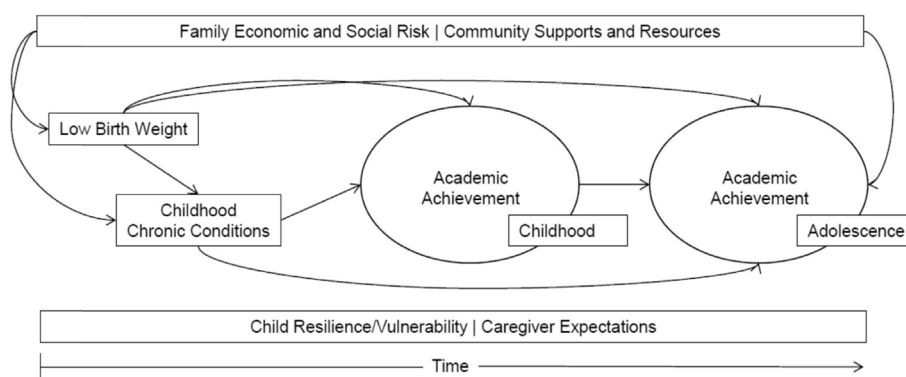 Family Economic and Social Risk | Community Supports and Resources
Low Birth Weight
Childhood
Chronic Conditions
Academic
Achievement
Childhood
Academic
Achievement
Adolescence
Child Resilience/Vulnerability | Caregiver Expectations
Time